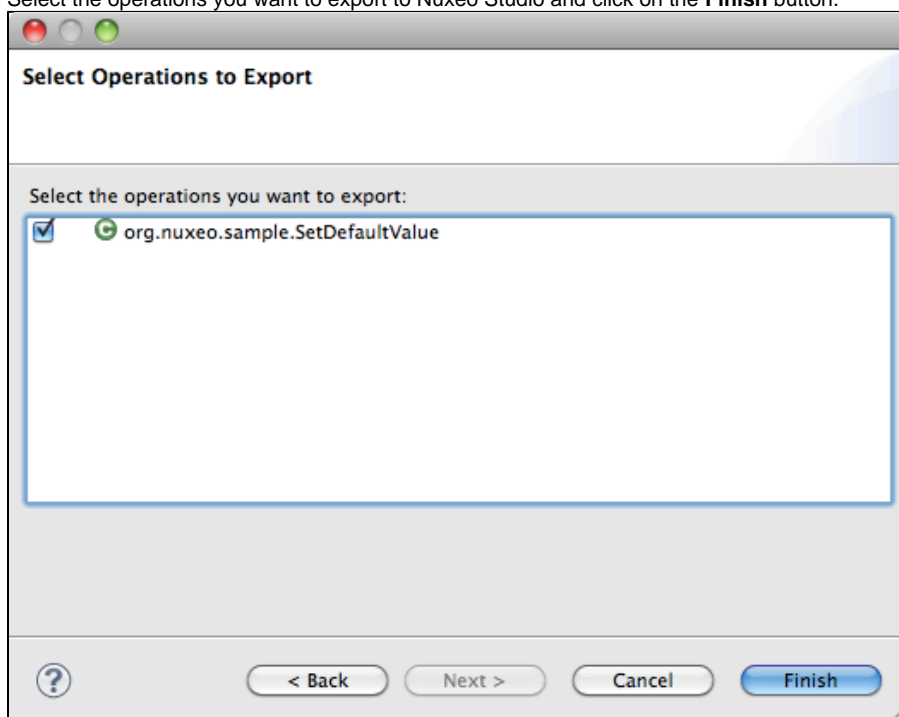 Select the operations you want to export to Nuxeo Studio and click on the Finish button.
Select Operations to Export
Select the operations you want to export:
C org.nuxeo.sample.SetDefaultValue
? < Back Next > Cancel Finish